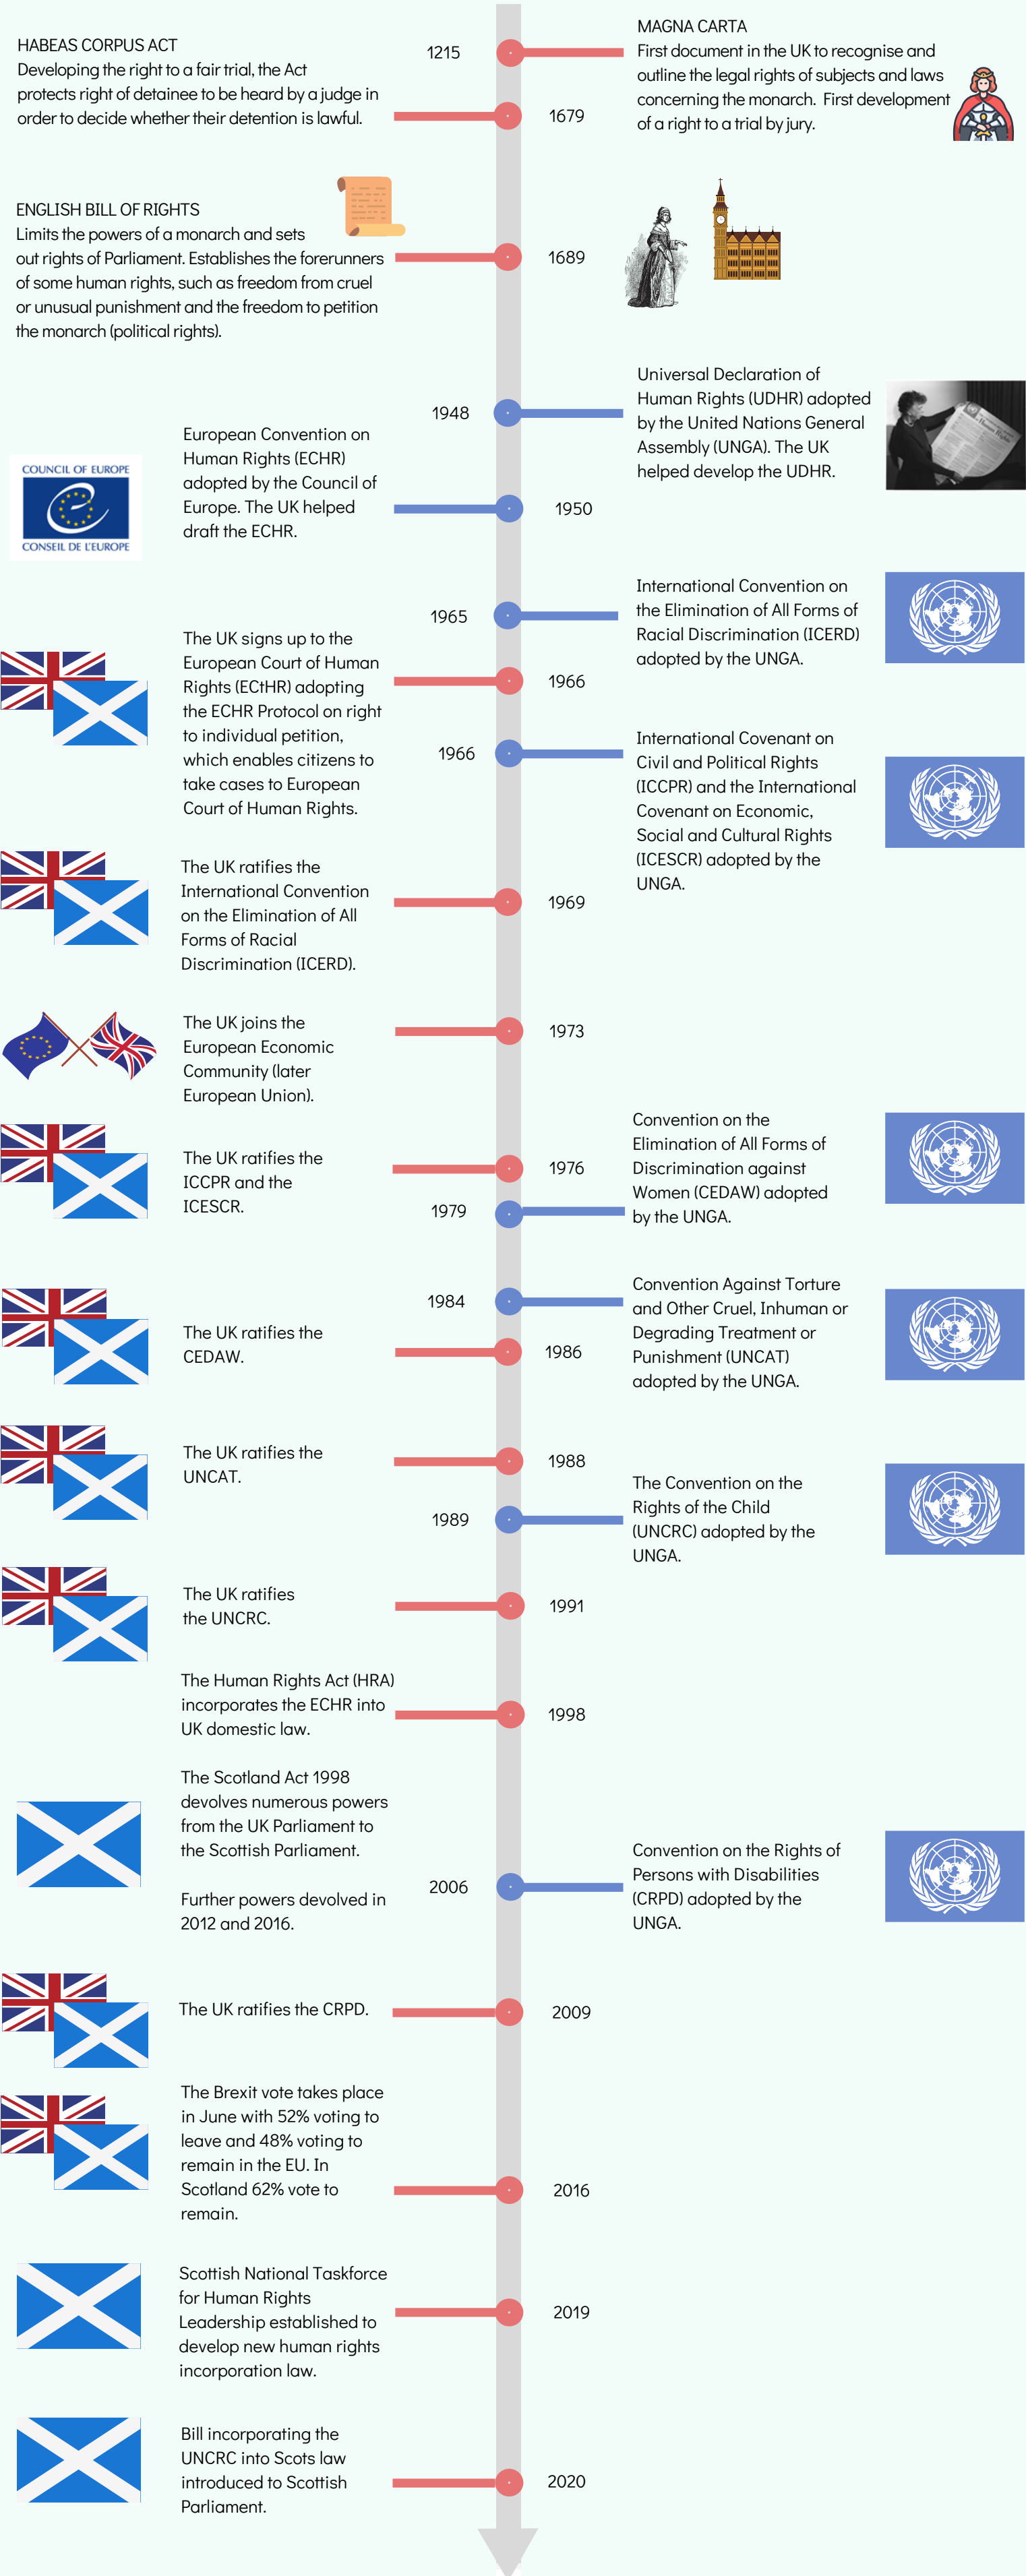 MAGNA CARTA
First document in the UK to recognise and
outline the legal rights of subjects and laws
concerning the monarch. First development
of a right to a trial by jury.
1215
HABEAS CORPUS ACT
Developing the right to a fair trial, the Act
protects right of detainee to be heard by a judge in
order to decide whether their detention is lawful.
1679
ENGLISH BILL OF RIGHTS
Limits the powers of a monarch and sets
out rights of Parliament. Establishes the forerunners
of some human rights, such as freedom from cruel
or unusual punishment and the freedom to petition
the monarch (political rights).
1689
1948
Universal Declaration of
Human Rights (UDHR) adopted
by the United Nations General
Assembly (UNGA). The UK
helped develop the UDHR.
COUNCIL OF EUROPE
CONSEIL DE L'EUROPE
European Convention on
Human Rights (ECHR)
adopted by the Council of
Europe. The UK helped
draft the ECHR.
1950
1965
International Convention on
the Elimination of All Forms of
Racial Discrimination (ICERD)
adopted by the UNGA.
The UK signs up to the
European Court of Human
Rights (ECtHR) adopting
the ECHR Protocol on right
to individual petition,
which enables citizens to
take cases to European
Court of Human Rights.
1966
1966
International Covenant on
Civil and Political Rights
(ICCPR) and the International
Covenant on Economic,
Social and Cultural Rights
(ICESCR) adopted by the
UNGA.
The UK ratifies the
International Convention
on the Elimination of All
Forms of Racial
Discrimination (ICERD).
1969
The UK joins the
European Economic
Community (later
European Union).
1973
The UK ratifies the
ICCPR and the
ICESCR.
1976
1979
Convention on the
Elimination of All Forms of
Discrimination against
Women (CEDAW) adopted
by the UNGA.
1984
Convention Against Torture
and Other Cruel, Inhuman or
Degrading Treatment or
Punishment (UNCAT)
adopted by the UNGA.
The UK ratifies the
CEDAW.
1986
The UK ratifies the
UNCAT.
1988
1989
The Convention on the
Rights of the Child
(UNCRC) adopted by the
UNGA.
The UK ratifies
the UNCRC.
1991
The Human Rights Act (HRA)
incorporates the ECHR into
UK domestic law.
1998
The Scotland Act 1998
devolves numerous powers
from the UK Parliament to
the Scottish Parliament.
Further powers devolved in
2012 and 2016.
2006
Convention on the Rights of
Persons with Disabilities
(CRPD) adopted by the
UNGA.
The UK ratifies the CRPD.
2009
The Brexit vote takes place
in June with 52% voting to
leave and 48% voting to
remain in the EU. In
Scotland 62% vote to
remain.
2016
Scottish National Taskforce
for Human Rights
Leadership established to
develop new human rights
incorporation law.
2019
Bill incorporating the
UNCRC into Scots law
introduced to Scottish
Parliament.
2020